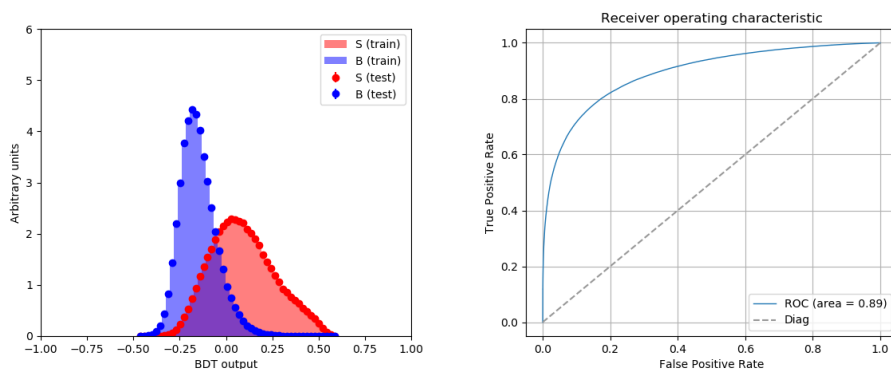 6
5
4
3
2
1
0
Arbitrary units
−1.00 −0.75 −0.50 −0.25 0.00 0.25 0.50 0.75 1.00
BDT output
S (train)
B (train)
S (test)
B (test)
Receiver operating characteristic
1.0
0.8
0.6
0.4
0.2
0.0
True Positive Rate
0.0 0.2 0.4 0.6 0.8 1.0
False Positive Rate
ROC (area = 0.89)
Diag